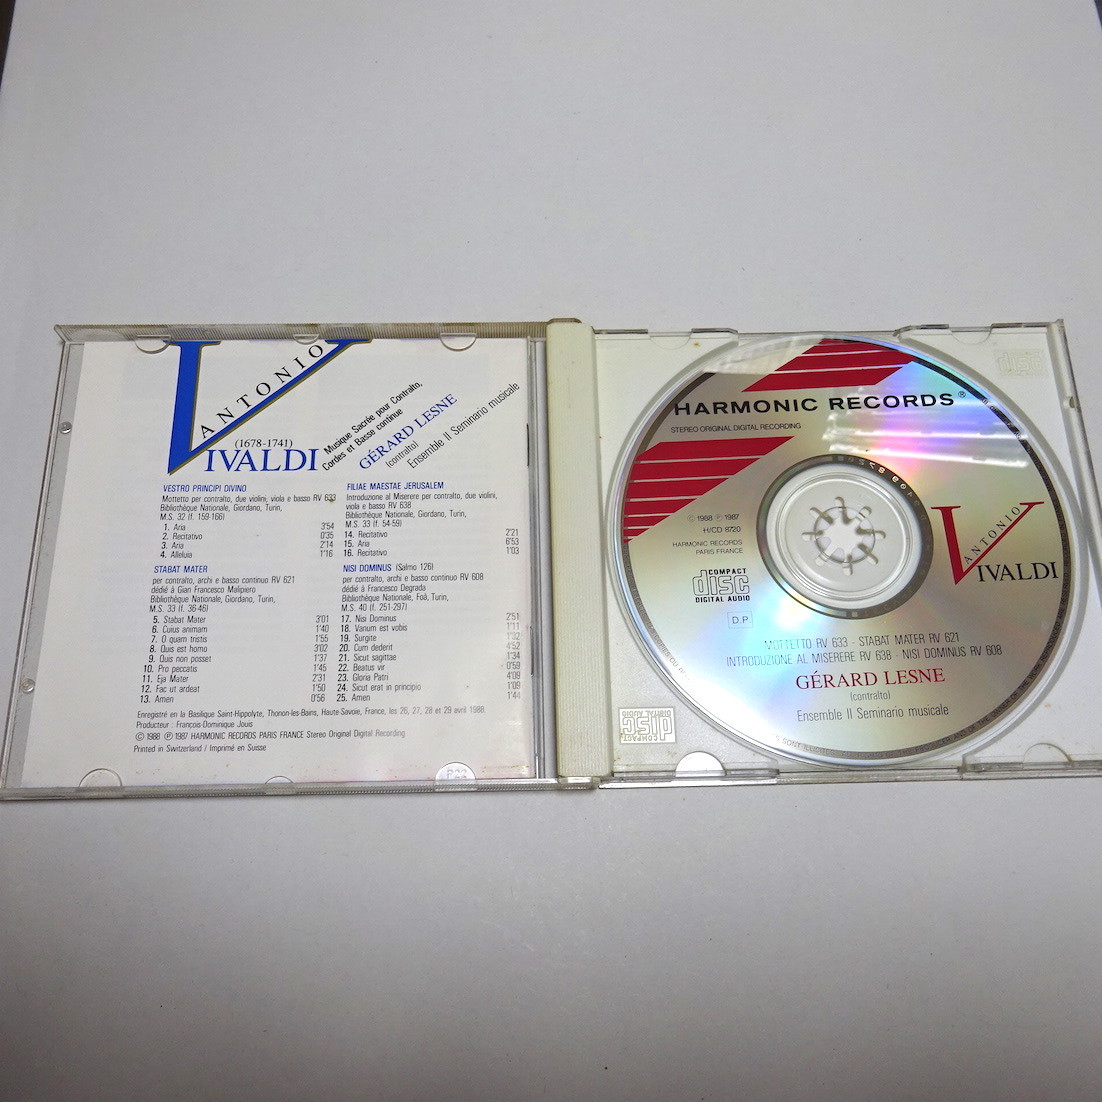 ANTONIO
VIVALDI
(1678-1741)
Musique Sacrée pour Contralto,
Cordes et Basse continue
GÉRARD LESNE
(contralto)
Ensemble Il Seminario musicale
VESTRO PRINCIPI DIVINO
Mottetto per contralto, due violini, viola e basso RV 633
Bibliothèque Nationale, Giordano, Turin,
M.S. 32 (f. 159-166)
1. Aria 3'54
2. Recitativo 0'35
3. Aria 2'14
4. Alleluia 1'16
STABAT MATER
per contralto, archi e basso continuo RV 621
dédié à Gian Francesco Malipiero
Bibliothèque Nationale, Giordano, Turin,
M.S. 33 (f. 36-46)
5. Stabat Mater 3'01
6. Cuius animam 1'40
7. O quam tristis 1'55
8. Quis est homo 3'02
9. Quis non posset 1'37
10. Pro peccatis 1'45
11. Eja Mater 2'31
12. Fac ut ardeat 1'50
13. Amen 0'56
FILIAE MAESTAE JERUSALEM
Introduzione al Miserere per contralto, due violini,
viola e basso RV 638
Bibliothèque Nationale, Giordano, Turin,
M.S. 33 (f. 54-59)
14. Recitativo 2'21
15. Aria 6'53
16. Recitativo 1'03
NISI DOMINUS (Salmo 126)
per contralto, archi e basso continuo RV 608
dédié à Francesco Degrada
Bibliothèque Nationale, Foà, Turin,
M.S. 40 (f. 251-297)
17. Nisi Dominus 2'51
18. Vanum est vobis 1'11
19. Surgite 1'32
20. Cum dederit 4'52
21. Sicut sagittae 1'34
22. Beatus vir 0'59
23. Gloria Patri 4'09
24. Sicut erat in principio 1'09
25. Amen 1'44
Enregistré en la Basilique Saint-Hippolyte, Thonon-les-Bains, Haute-Savoie, France, les 26, 27, 28 et 29 avril 1988.
Producteur : François-Dominique Jouis
© 1988 ℗ 1987 HARMONIC RECORDS PARIS FRANCE Stereo Original Digital Recording
Printed in Switzerland / Imprimé en Suisse
P22
HARMONIC RECORDS®
STEREO ORIGINAL DIGITAL RECORDING
© 1988 ℗ 1987
H/CD 8720
HARMONIC RECORDS
PARIS FRANCE
COMPACT
disc
DIGITAL AUDIO
D.P.
ANTONIO
VIVALDI
MOTTETTO RV 633 - STABAT MATER RV 621
INTRODUZIONE AL MISERERE RV 638 - NISI DOMINUS RV 608
GÉRARD LESNE
(contralto)
Ensemble Il Seminario musicale
COMPACT
disc
DIGITAL AUDIO